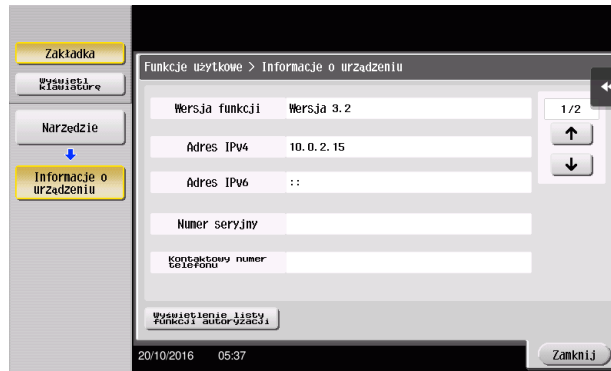 Zakładka
Wyświetl
klawiaturę
Narzędzie
Informacje o
urządzeniu
Funkcje użytkowe > Informacje o urządzeniu
Wersja funkcji Wersja 3.2
1/2
Adres IPv4 10.0.2.15
Adres IPv6 ::
Numer seryjny
Kontaktowy numer
telefonu
Wyświetlenie listy
funkcji autoryzacji
20/10/2016 05:37
Zamknij